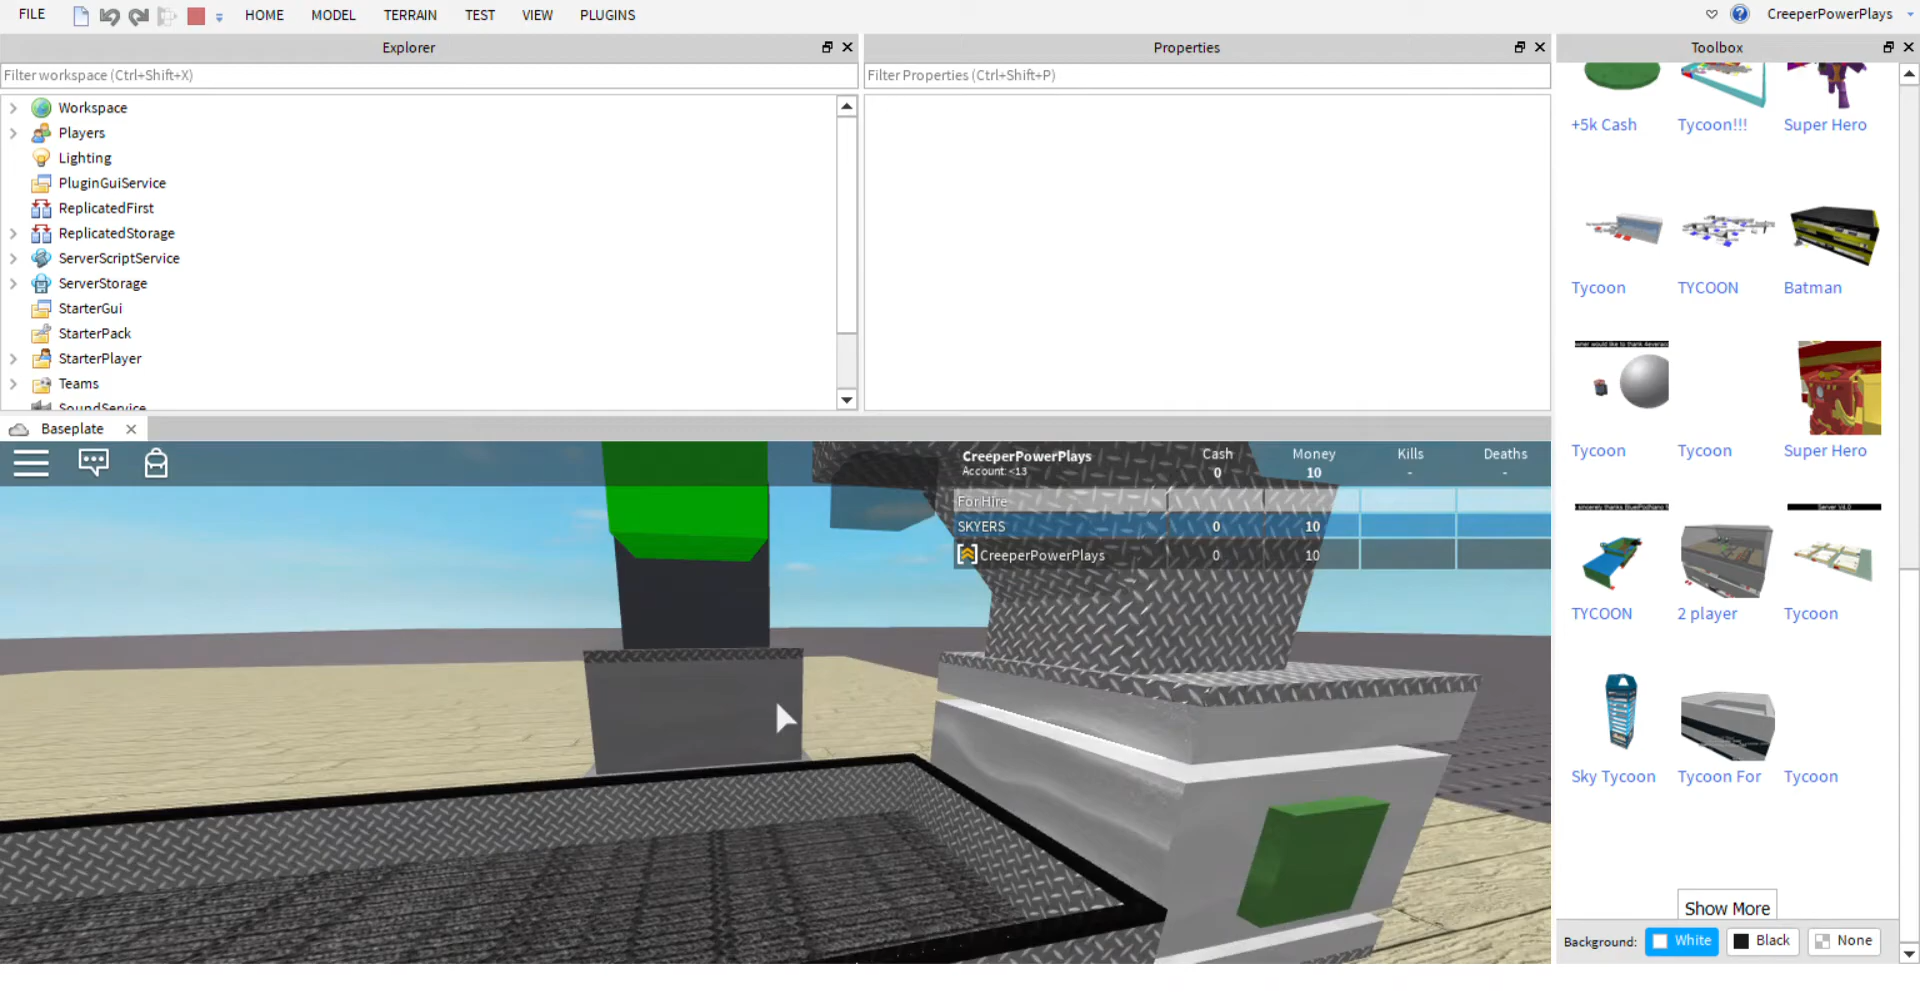 FILE HOME MODEL TERRAIN TEST VIEW PLUGINS CreeperPowerPlays
Explorer
Filter workspace (Ctrl+Shift+X)
Workspace
Players
Lighting
PluginGuiService
ReplicatedFirst
ReplicatedStorage
ServerScriptService
ServerStorage
StarterGui
StarterPack
StarterPlayer
Teams
SoundService
Properties
Filter Properties (Ctrl+Shift+P)
Toolbox
+5k Cash Tycoon!!! Super Hero
Tycoon TYCOON Batman
Tycoon Tycoon Super Hero
TYCOON 2 player Tycoon
Sky Tycoon Tycoon For Tycoon
Show More
Background: White Black None
Baseplate
CreeperPowerPlays Cash Money Kills Deaths
Account: <13 0 10 - -
For Hire
SKYERS 0 10
CreeperPowerPlays 0 10